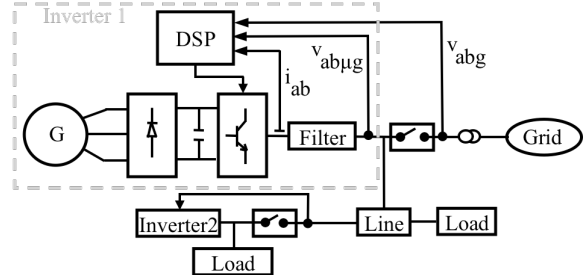 Inverter 1
DSP
v_abµg
v_abg
i_ab
G
Filter
Grid
Inverter2
Line
Load
Load